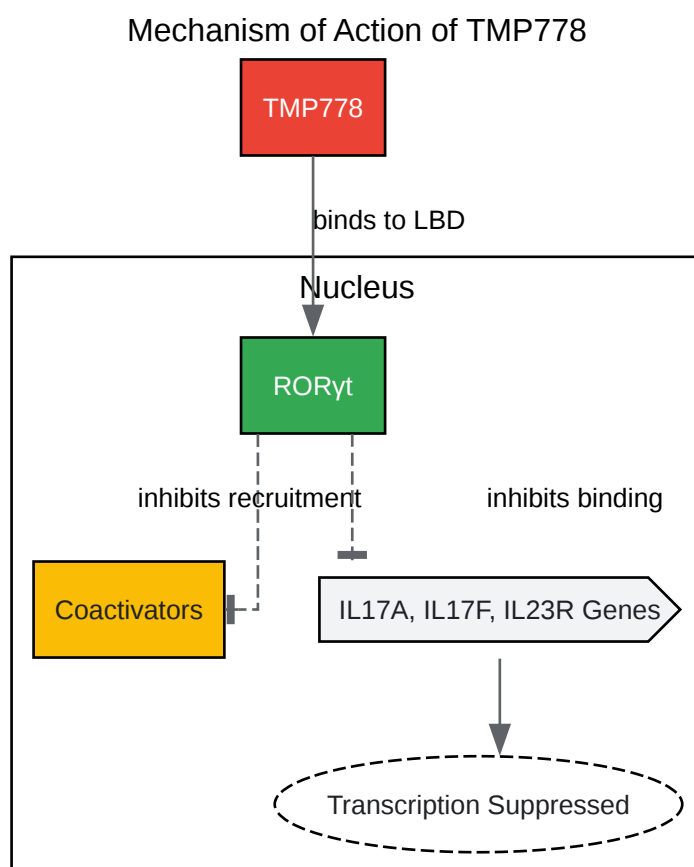 Mechanism of Action of TMP778
TMP778
binds to LBD
Nucleus
RORγt
inhibits recruitment
inhibits binding
Coactivators
IL17A, IL17F, IL23R Genes
Transcription Suppressed